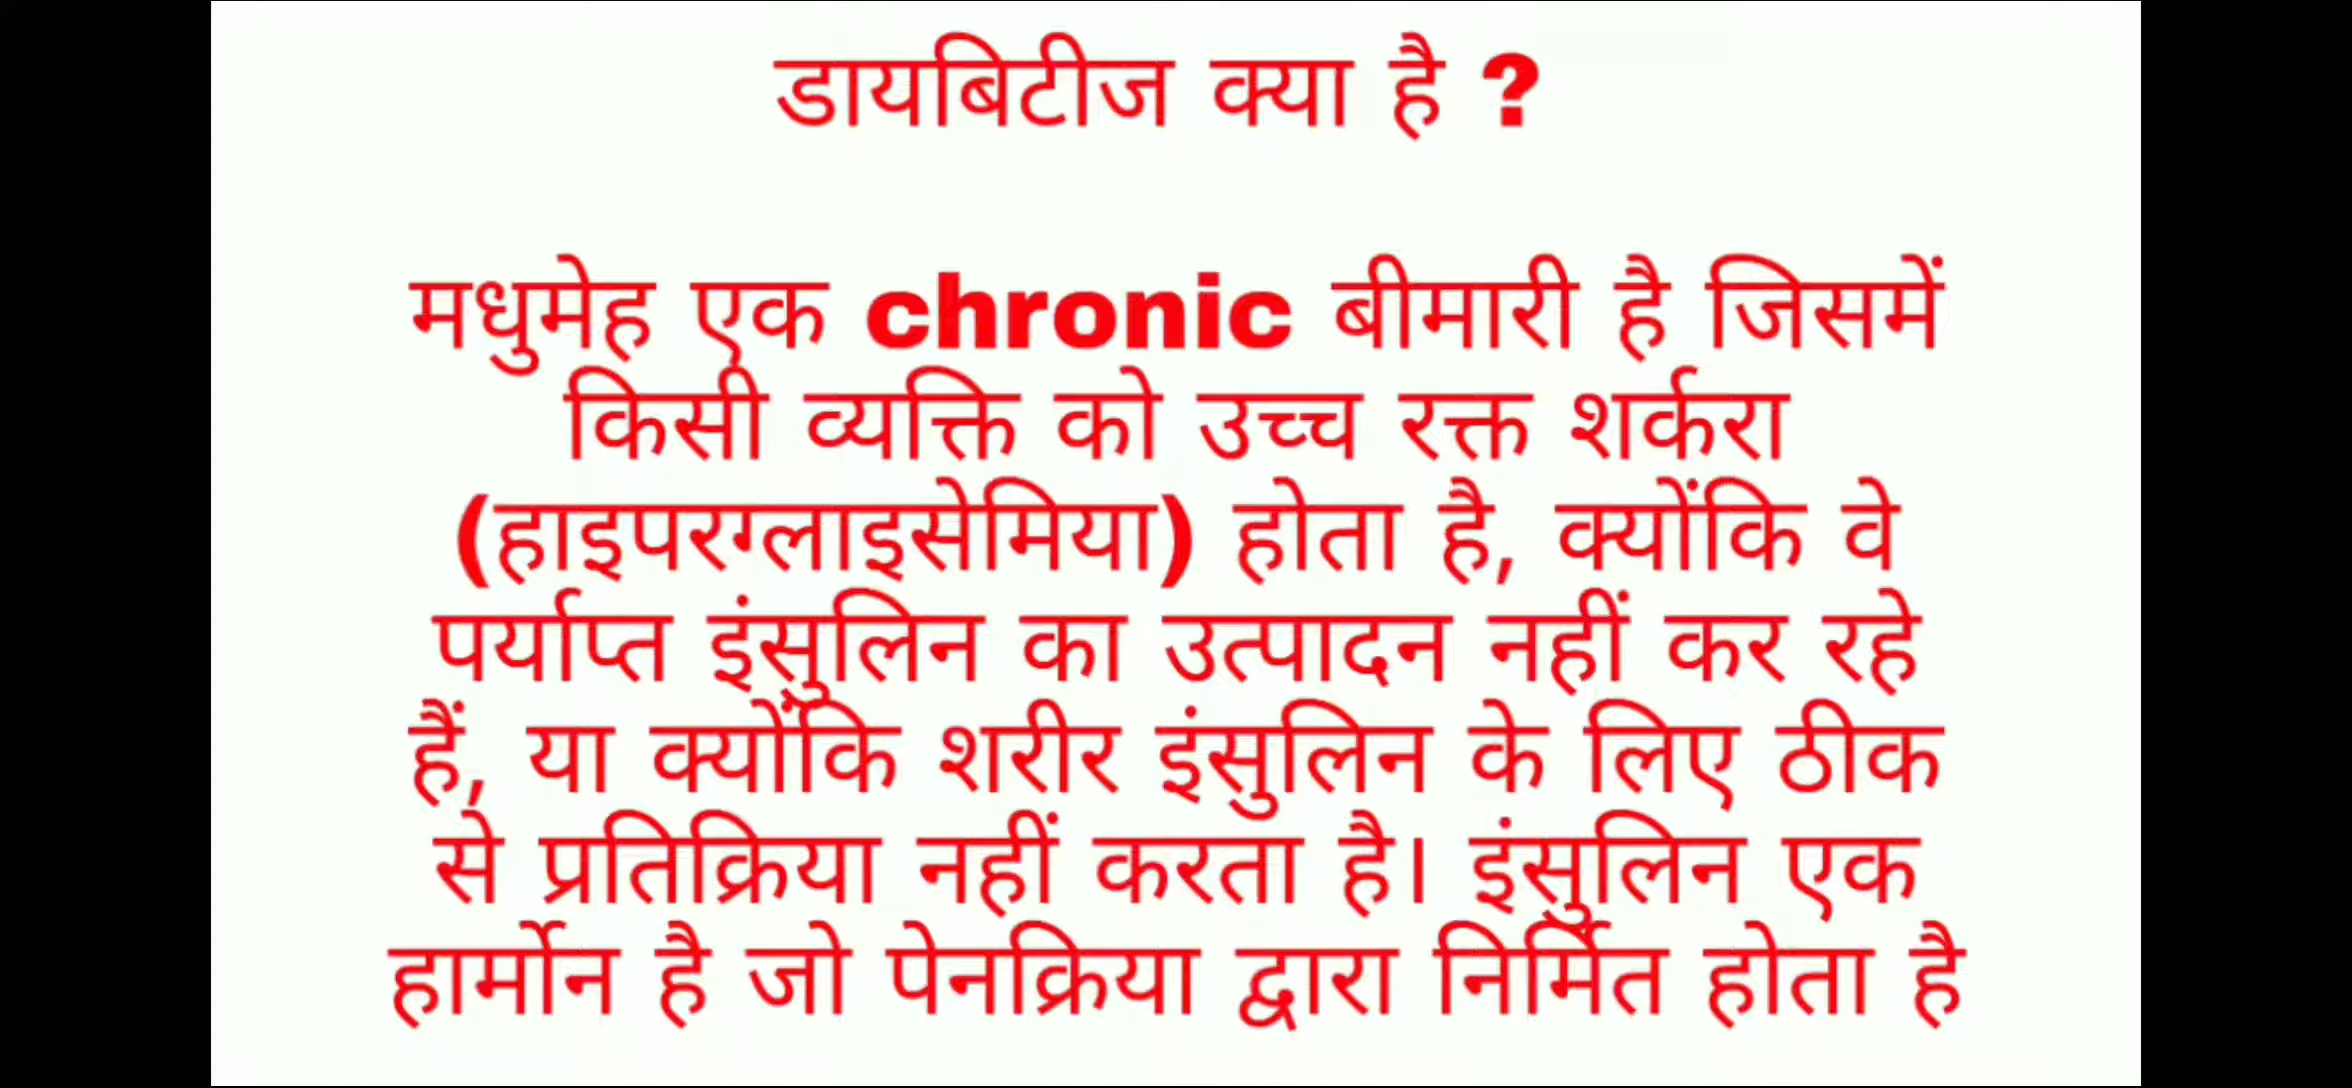 डायबिटीज क्या है ?
मधुमेह एक chronic बीमारी है जिसमें
किसी व्यक्ति को उच्च रक्त शर्करा
(हाइपरग्लाइसेमिया) होता है, क्योंकि वे
पर्याप्त इंसुलिन का उत्पादन नहीं कर रहे
हैं, या क्योंकि शरीर इंसुलिन के लिए ठीक
से प्रतिक्रिया नहीं करता है। इंसुलिन एक
हार्मोन है जो पेनक्रिया द्वारा निर्मित होता है